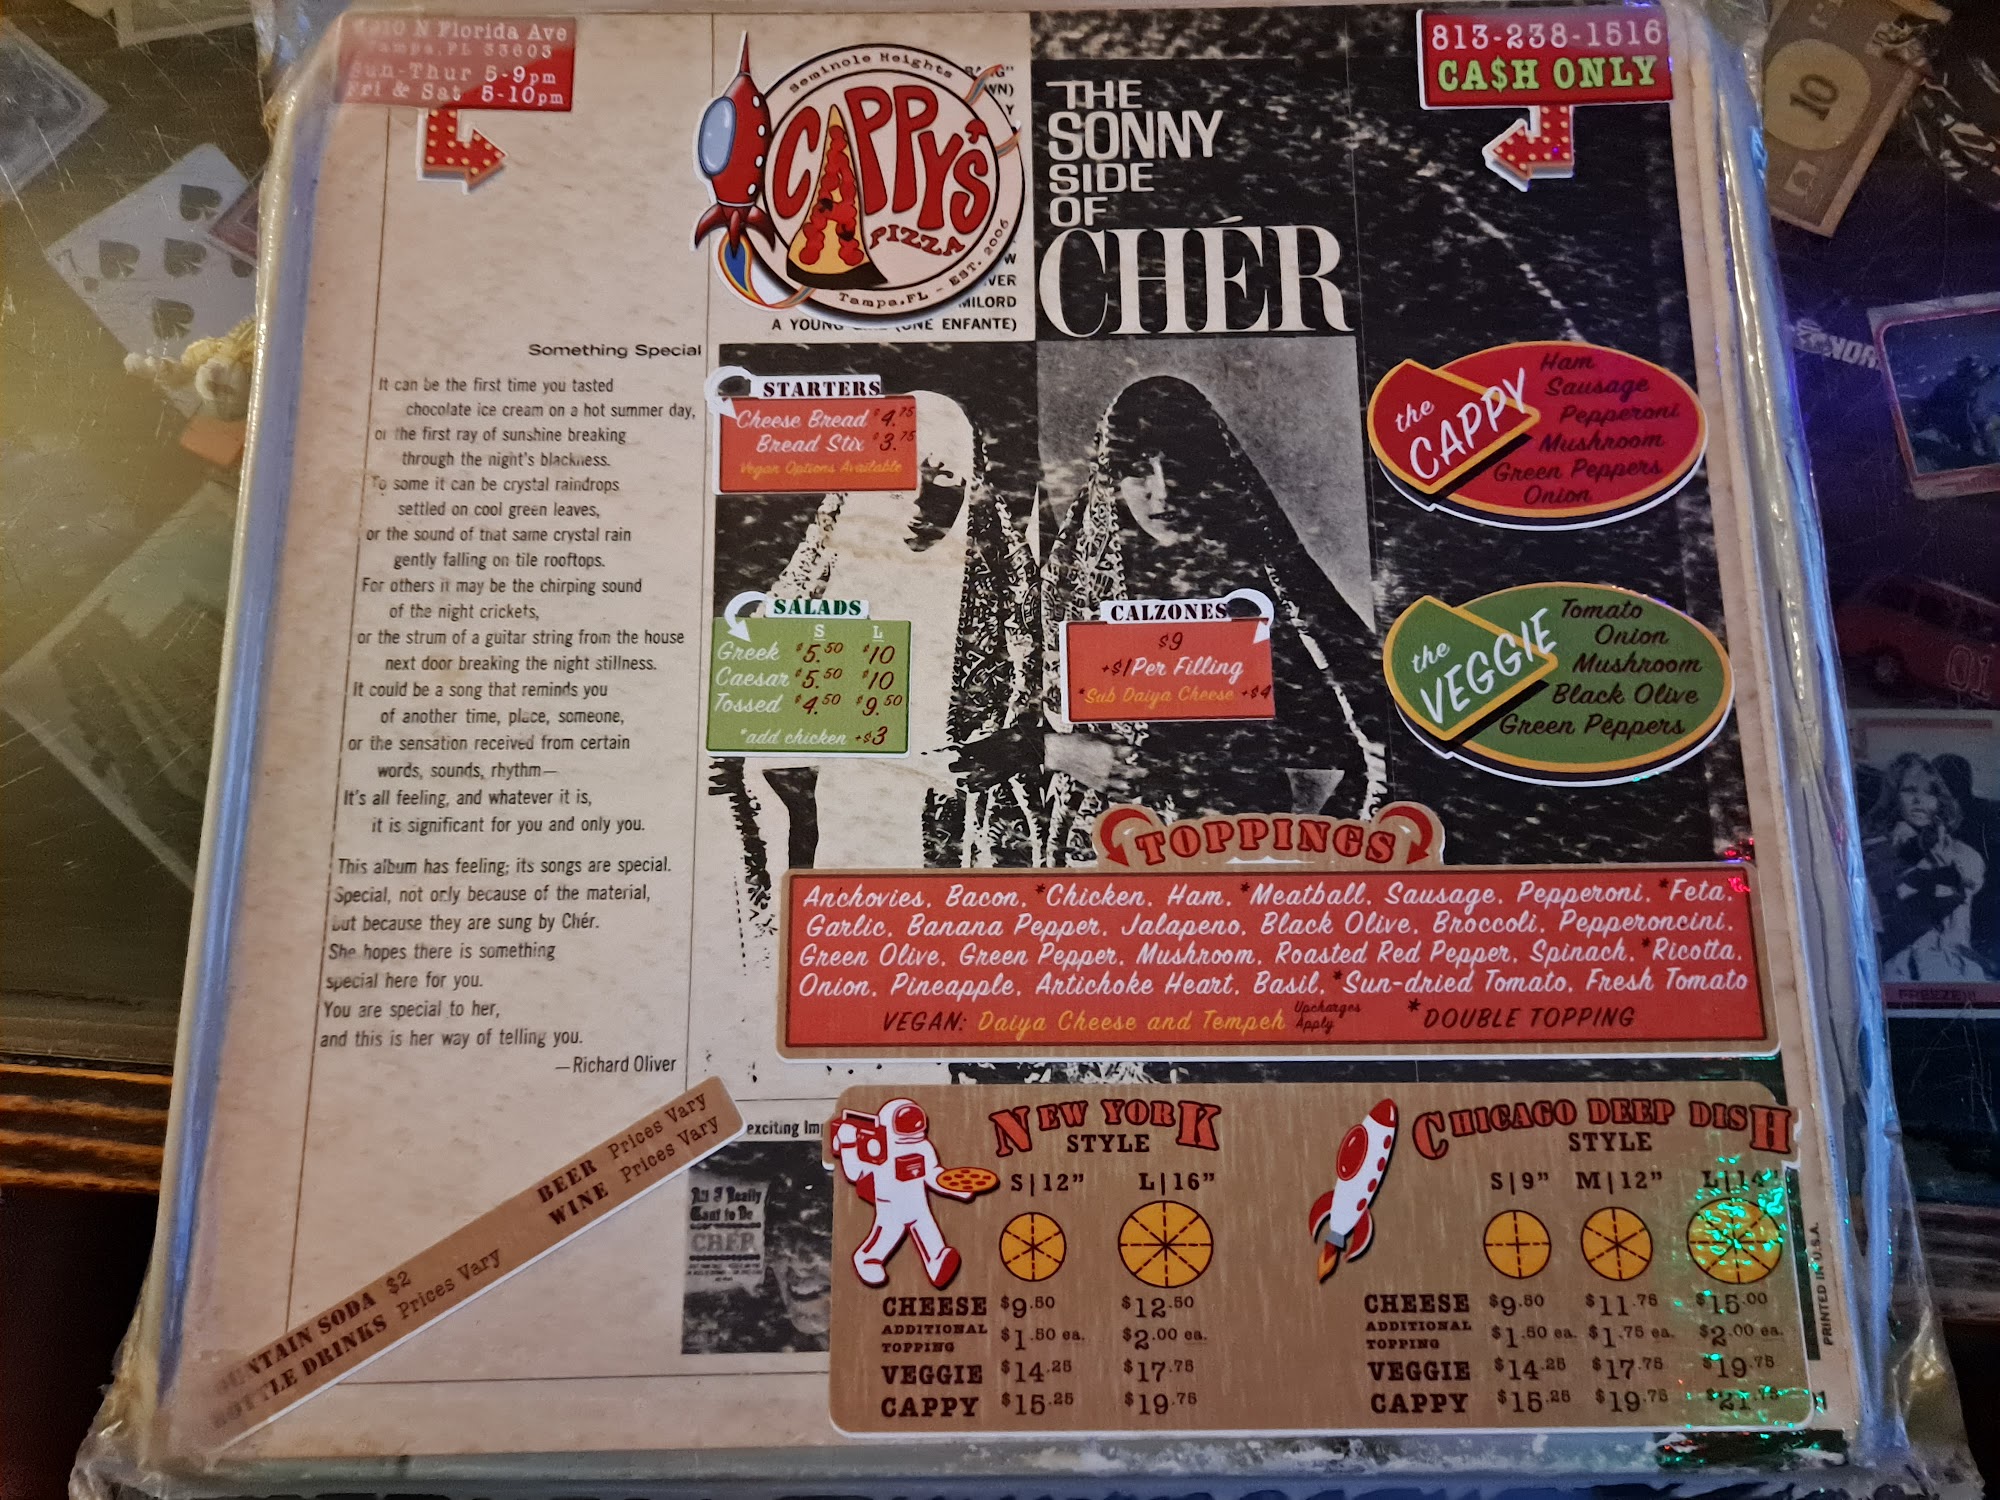 N Florida Ave
Tampa, FL 33603
Sun-Thur 5-9pm
Fri & Sat 5-10pm
Seminole Heights
CAPPY'S
PIZZA
Tampa, FL - EST. 2006
MILORD
A YOUNG (UNE ENFANTE)
THE
SONNY
SIDE
OF
CHÉR
813-238-1516
CA$H ONLY
10
Something Special
It can be the first time you tasted
chocolate ice cream on a hot summer day,
or the first ray of sunshine breaking
through the night's blackness.
To some it can be crystal raindrops
settled on cool green leaves,
or the sound of that same crystal rain
gently falling on tile rooftops.
For others it may be the chirping sound
of the night crickets,
or the strum of a guitar string from the house
next door breaking the night stillness.
It could be a song that reminds you
of another time, place, someone,
or the sensation received from certain
words, sounds, rhythm—
It's all feeling, and whatever it is,
it is significant for you and only you.
This album has feeling; its songs are special.
Special, not only because of the material,
but because they are sung by Chér.
She hopes there is something
special here for you.
You are special to her,
and this is her way of telling you.
—Richard Oliver
STARTERS
Cheese Bread $4.75
Bread Stix $3.75
Vegan Options Available
SALADS
S L
Greek $5.50 $10
Caesar $5.50 $10
Tossed $4.50 $9.50
*add chicken +$3
CALZONES
$9
+$1 Per Filling
*Sub Daiya Cheese +$4
the
CAPPY
Ham
Sausage
Pepperoni
Mushroom
Green Peppers
Onion
the
VEGGIE
Tomato
Onion
Mushroom
Black Olive
Green Peppers
01
TOPPINGS
Anchovies, Bacon, *Chicken, Ham, *Meatball, Sausage, Pepperoni, *Feta,
Garlic, Banana Pepper, Jalapeno, Black Olive, Broccoli, Pepperoncini,
Green Olive, Green Pepper, Mushroom, Roasted Red Pepper, Spinach, *Ricotta,
Onion, Pineapple, Artichoke Heart, Basil, *Sun-dried Tomato, Fresh Tomato
VEGAN: Daiya Cheese and Tempeh Upcharges Apply *DOUBLE TOPPING
BEER Prices Vary
WINE Prices Vary
SODA $2
DRINKS Prices Vary
exciting
All I Really
Want to Do
CHÉR
NEW YORK
STYLE
S|12" L|16"
CHEESE $9.50 $12.50
ADDITIONAL TOPPING $1.50 ea. $2.00 ea.
VEGGIE $14.25 $17.75
CAPPY $15.25 $19.75
CHICAGO DEEP DISH
STYLE
S|9" M|12" L|14"
CHEESE $9.50 $11.75 $15.00
ADDITIONAL TOPPING $1.50 ea. $1.75 ea. $2.00 ea.
VEGGIE $14.25 $17.75 $19.75
CAPPY $15.25 $19.75 $21.75
PRINTED IN U.S.A.